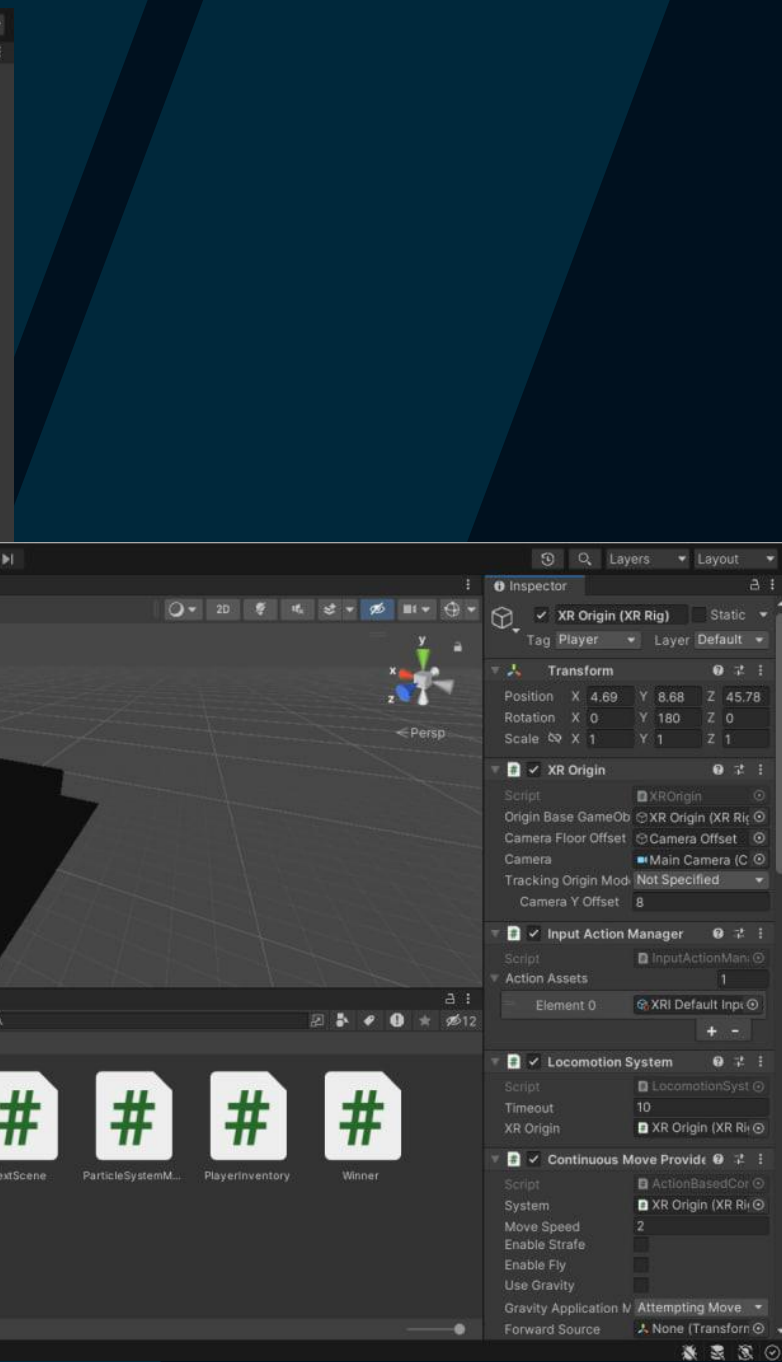 Layers
Layout
Inspector
2D
XR Origin (XR Rig)
Static
Tag Player
Layer Default
y
x
z
Persp
Transform
Position X 4.69 Y 8.68 Z 45.78
Rotation X 0 Y 180 Z 0
Scale X 1 Y 1 Z 1
XR Origin
Script XROrigin
Origin Base GameOb XR Origin (XR Rig
Camera Floor Offset Camera Offset
Camera Main Camera (C
Tracking Origin Mod Not Specified
Camera Y Offset 8
Input Action Manager
Script InputActionMan
Action Assets 1
Element 0 XRI Default Inpu
+ -
12
Locomotion System
Script LocomotionSyst
Timeout 10
XR Origin XR Origin (XR Ri
Continuous Move Provide
Script ActionBasedCor
System XR Origin (XR Ri
Move Speed 2
Enable Strafe
Enable Fly
Use Gravity
Gravity Application M Attempting Move
Forward Source None (Transforn
# # # #
extScene ParticleSystemM... PlayerInventory Winner